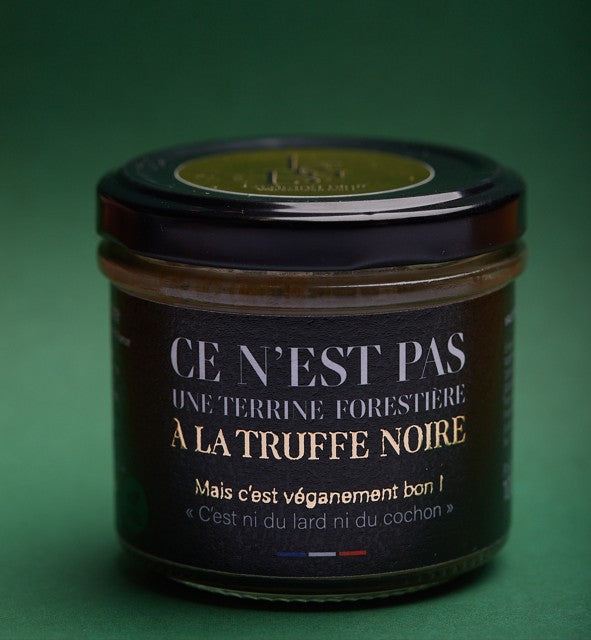 CE N'EST PAS
UNE TERRINE FORESTIÈRE
À LA TRUFFE NOIRE
Mais c'est véganement bon !
« C'est ni du lard ni du cochon »